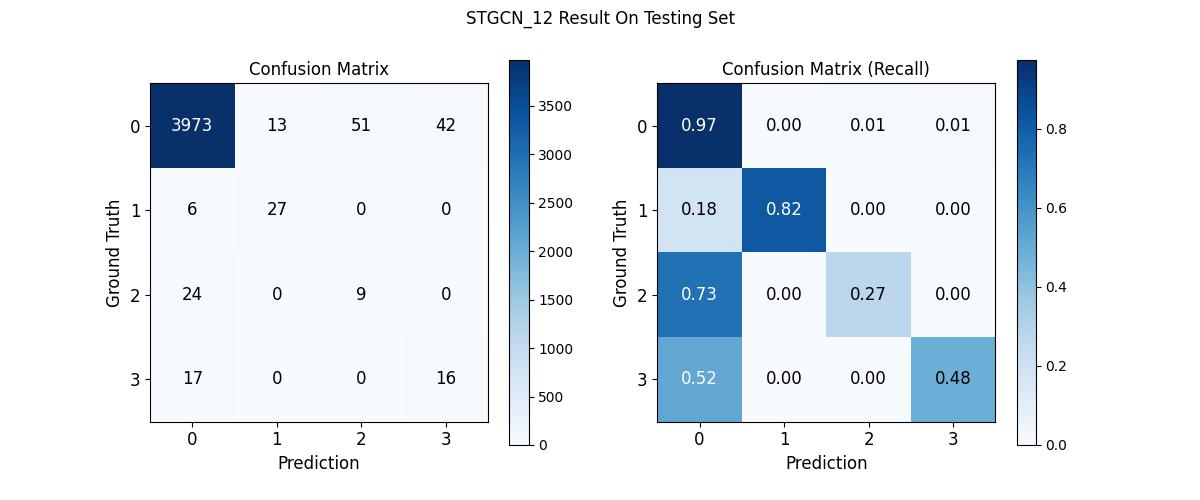 STGCN_12 Result On Testing Set
Confusion Matrix
Ground Truth
0 3973 13 51 42
1 6 27 0 0
2 24 0 9 0
3 17 0 0 16
0 1 2 3
Prediction
3500
3000
2500
2000
1500
1000
500
0
Confusion Matrix (Recall)
Ground Truth
0 0.97 0.00 0.01 0.01
1 0.18 0.82 0.00 0.00
2 0.73 0.00 0.27 0.00
3 0.52 0.00 0.00 0.48
0 1 2 3
Prediction
0.8
0.6
0.4
0.2
0.0